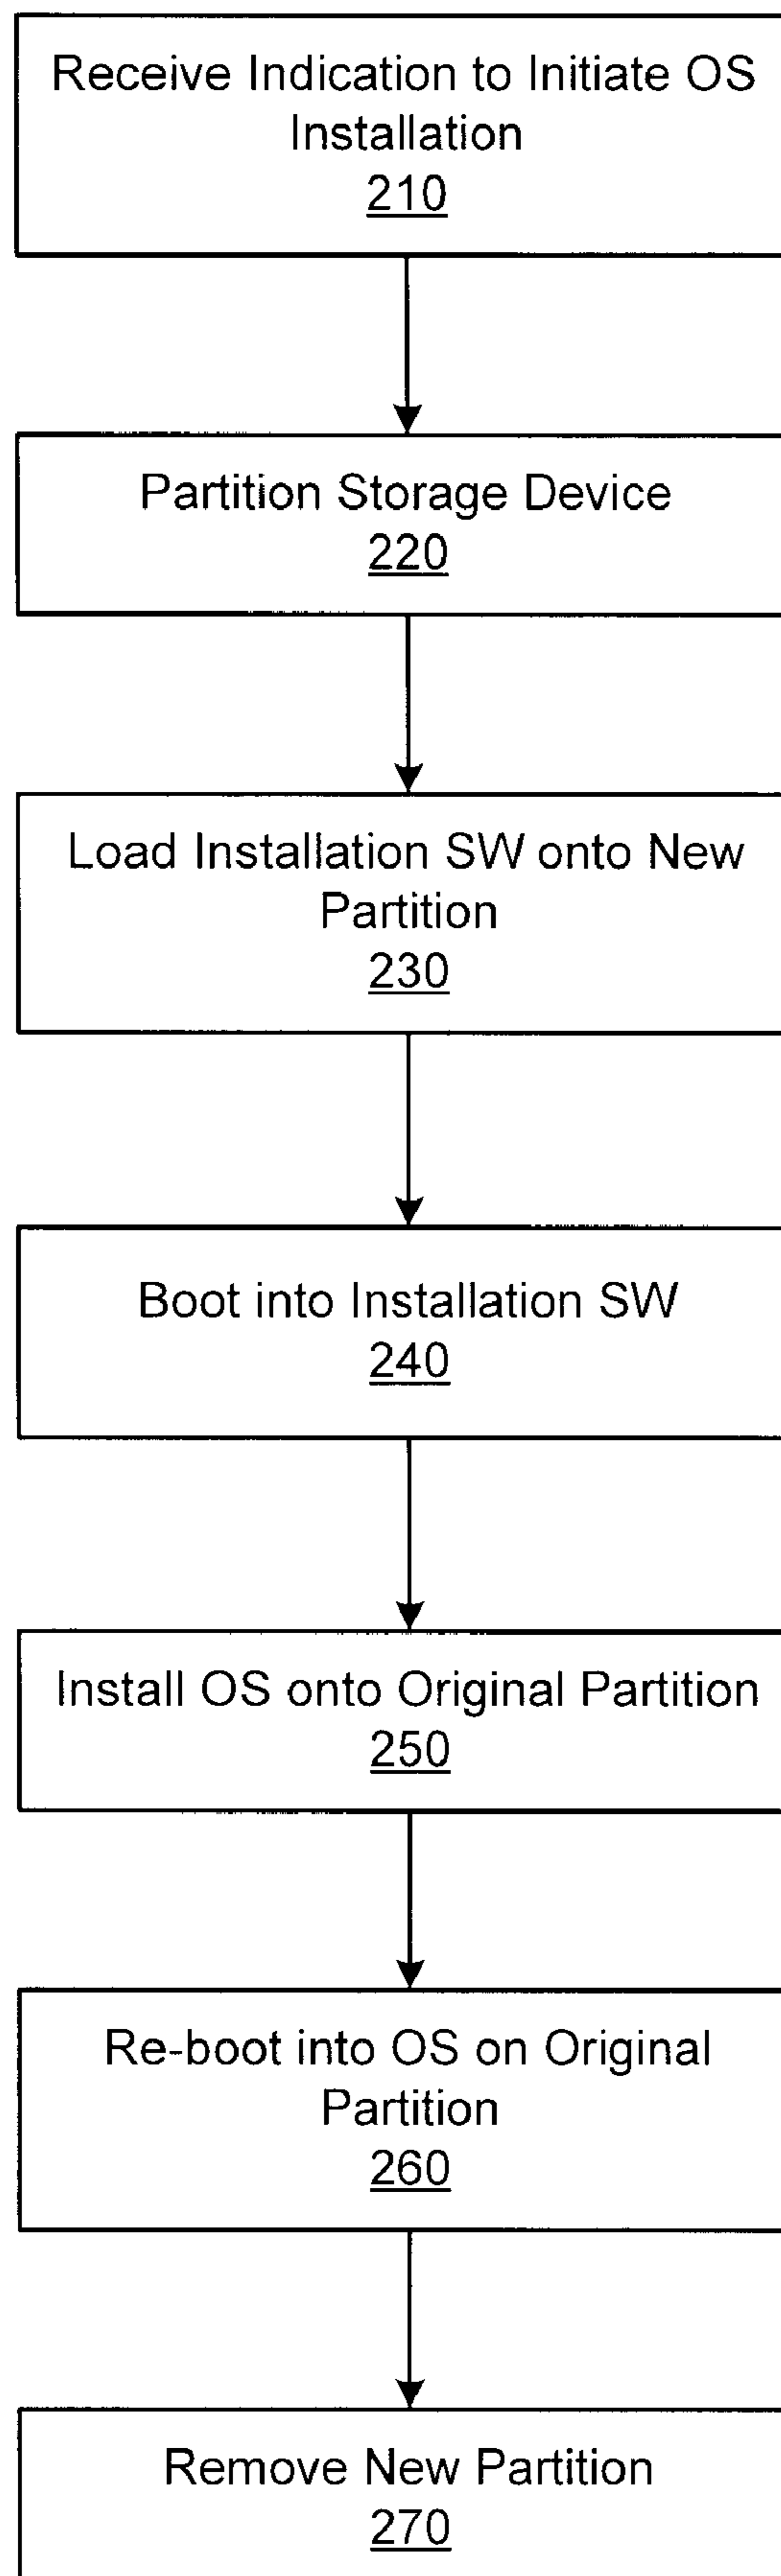 Receive Indication to Initiate OS
Installation
210
Partition Storage Device
220
Load Installation SW onto New
Partition
230
Boot into Installation SW
240
Install OS onto Original Partition
250
Re-boot into OS on Original
Partition
260
Remove New Partition
270